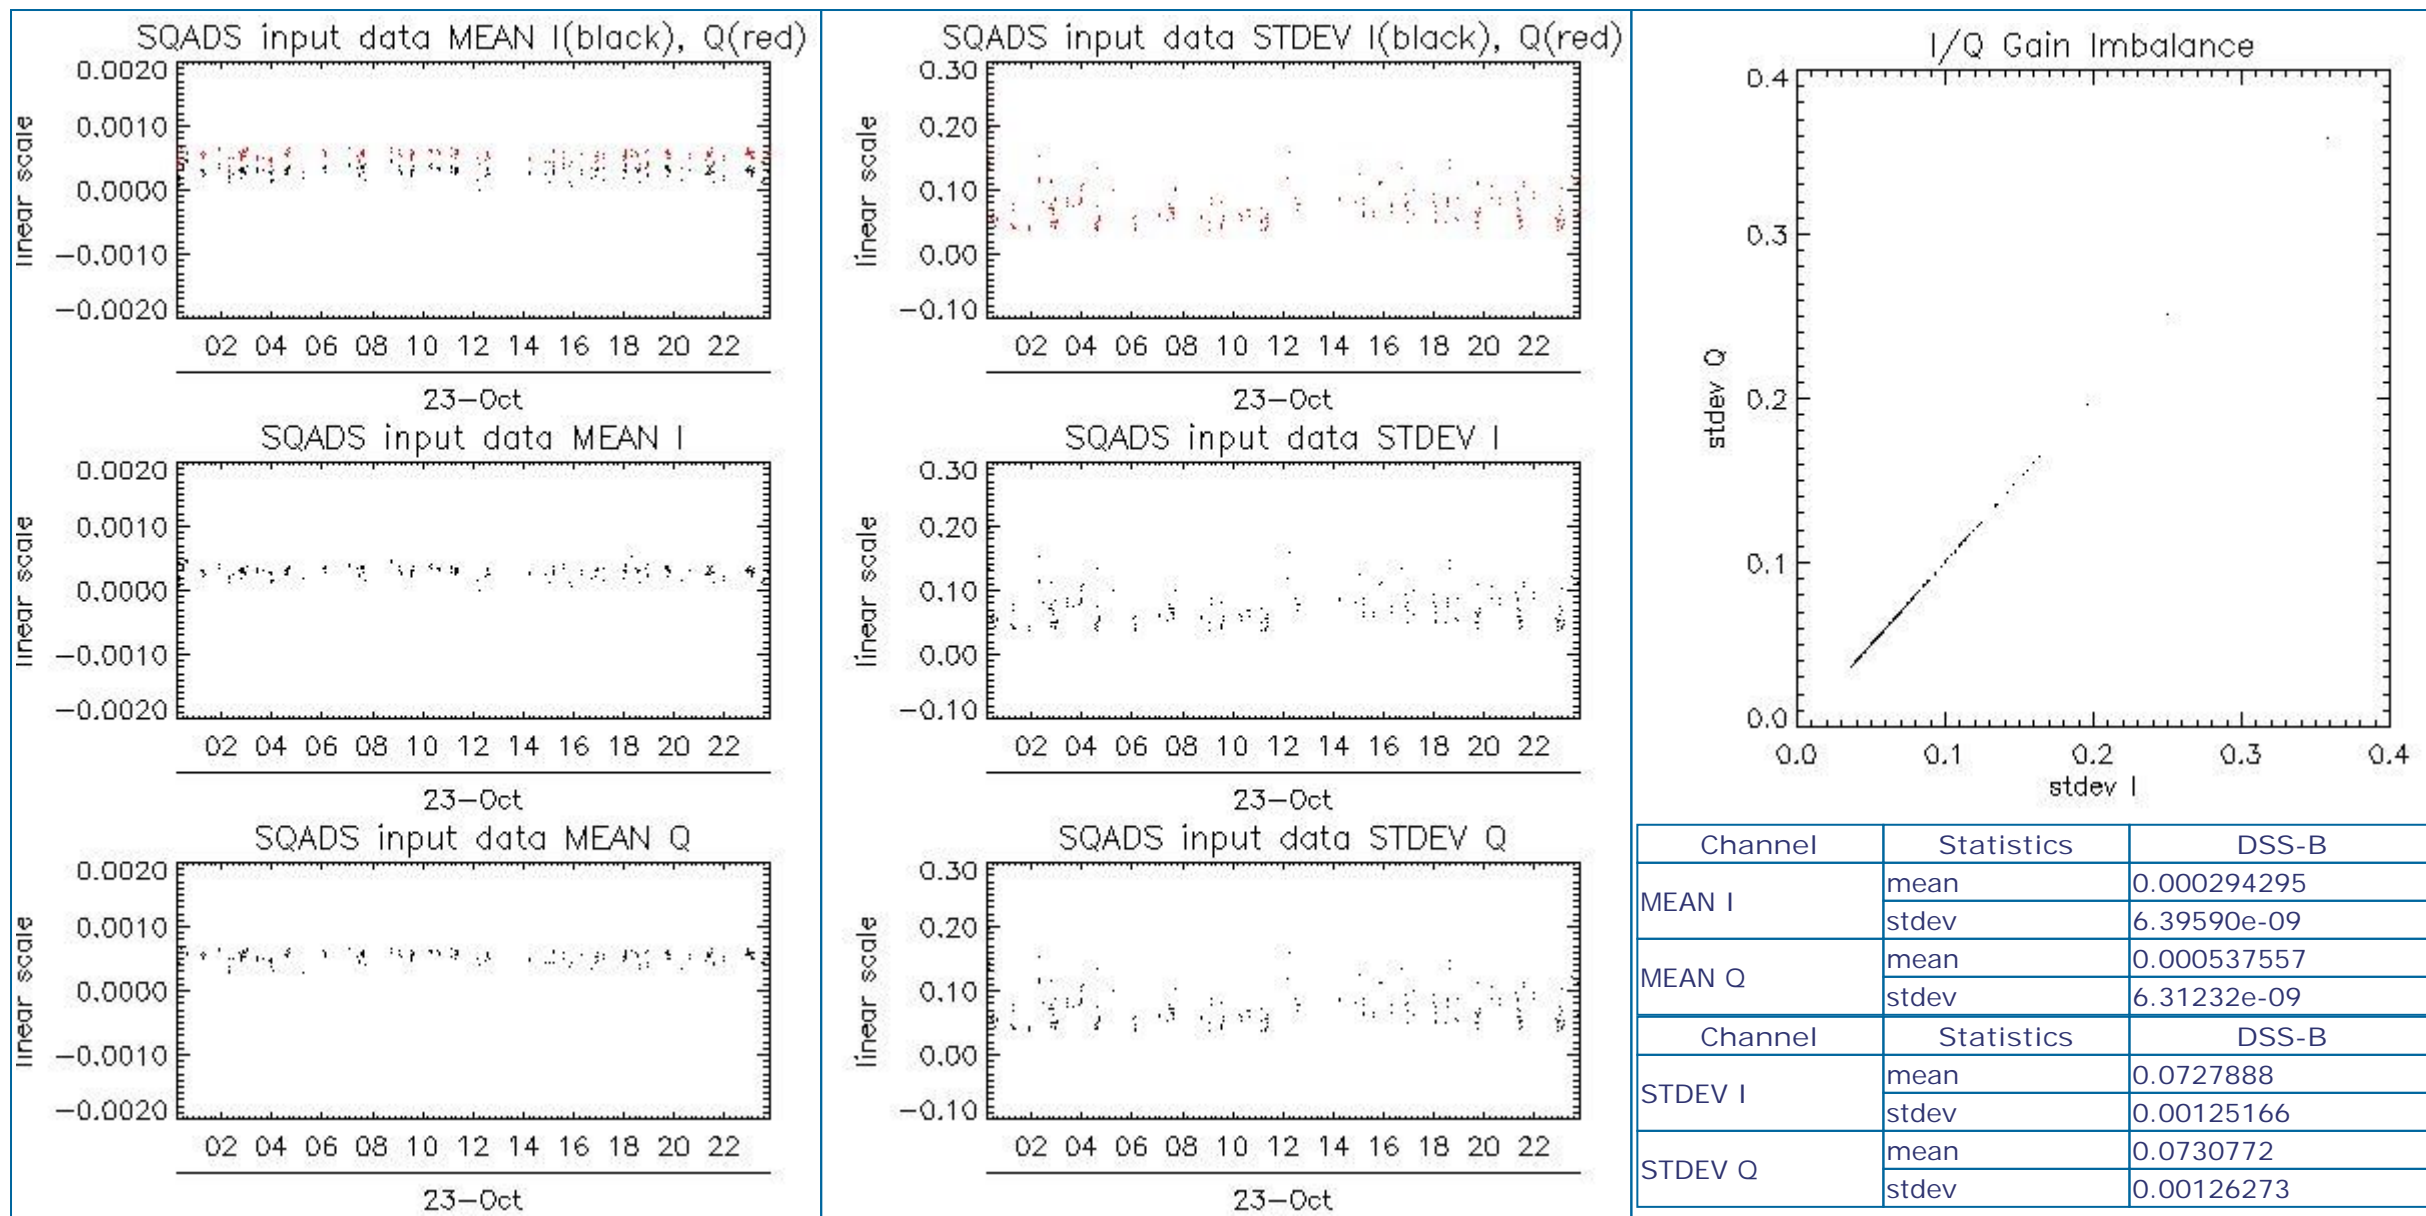 SQADS input data MEAN I(black), Q(red)
0.0020
0.0010
0.0000
−0.0010
−0.0020
linear scale
02 04 06 08 10 12 14 16 18 20 22
23−Oct
SQADS input data MEAN I
0.0020
0.0010
0.0000
−0.0010
−0.0020
linear scale
02 04 06 08 10 12 14 16 18 20 22
23−Oct
SQADS input data MEAN Q
0.0020
0.0010
0.0000
−0.0010
−0.0020
linear scale
02 04 06 08 10 12 14 16 18 20 22
23−Oct
SQADS input data STDEV I(black), Q(red)
0.30
0.20
0.10
0.00
−0.10
linear scale
02 04 06 08 10 12 14 16 18 20 22
23−Oct
SQADS input data STDEV I
0.30
0.20
0.10
0.00
−0.10
linear scale
02 04 06 08 10 12 14 16 18 20 22
23−Oct
SQADS input data STDEV Q
0.30
0.20
0.10
0.00
−0.10
linear scale
02 04 06 08 10 12 14 16 18 20 22
23−Oct
I/Q Gain Imbalance
0.4
0.3
0.2
0.1
0.0
stdev Q
0.0 0.1 0.2 0.3 0.4
stdev I
Channel Statistics DSS-B
MEAN I mean 0.000294295
stdev 6.39590e-09
MEAN Q mean 0.000537557
stdev 6.31232e-09
Channel Statistics DSS-B
STDEV I mean 0.0727888
stdev 0.00125166
STDEV Q mean 0.0730772
stdev 0.00126273